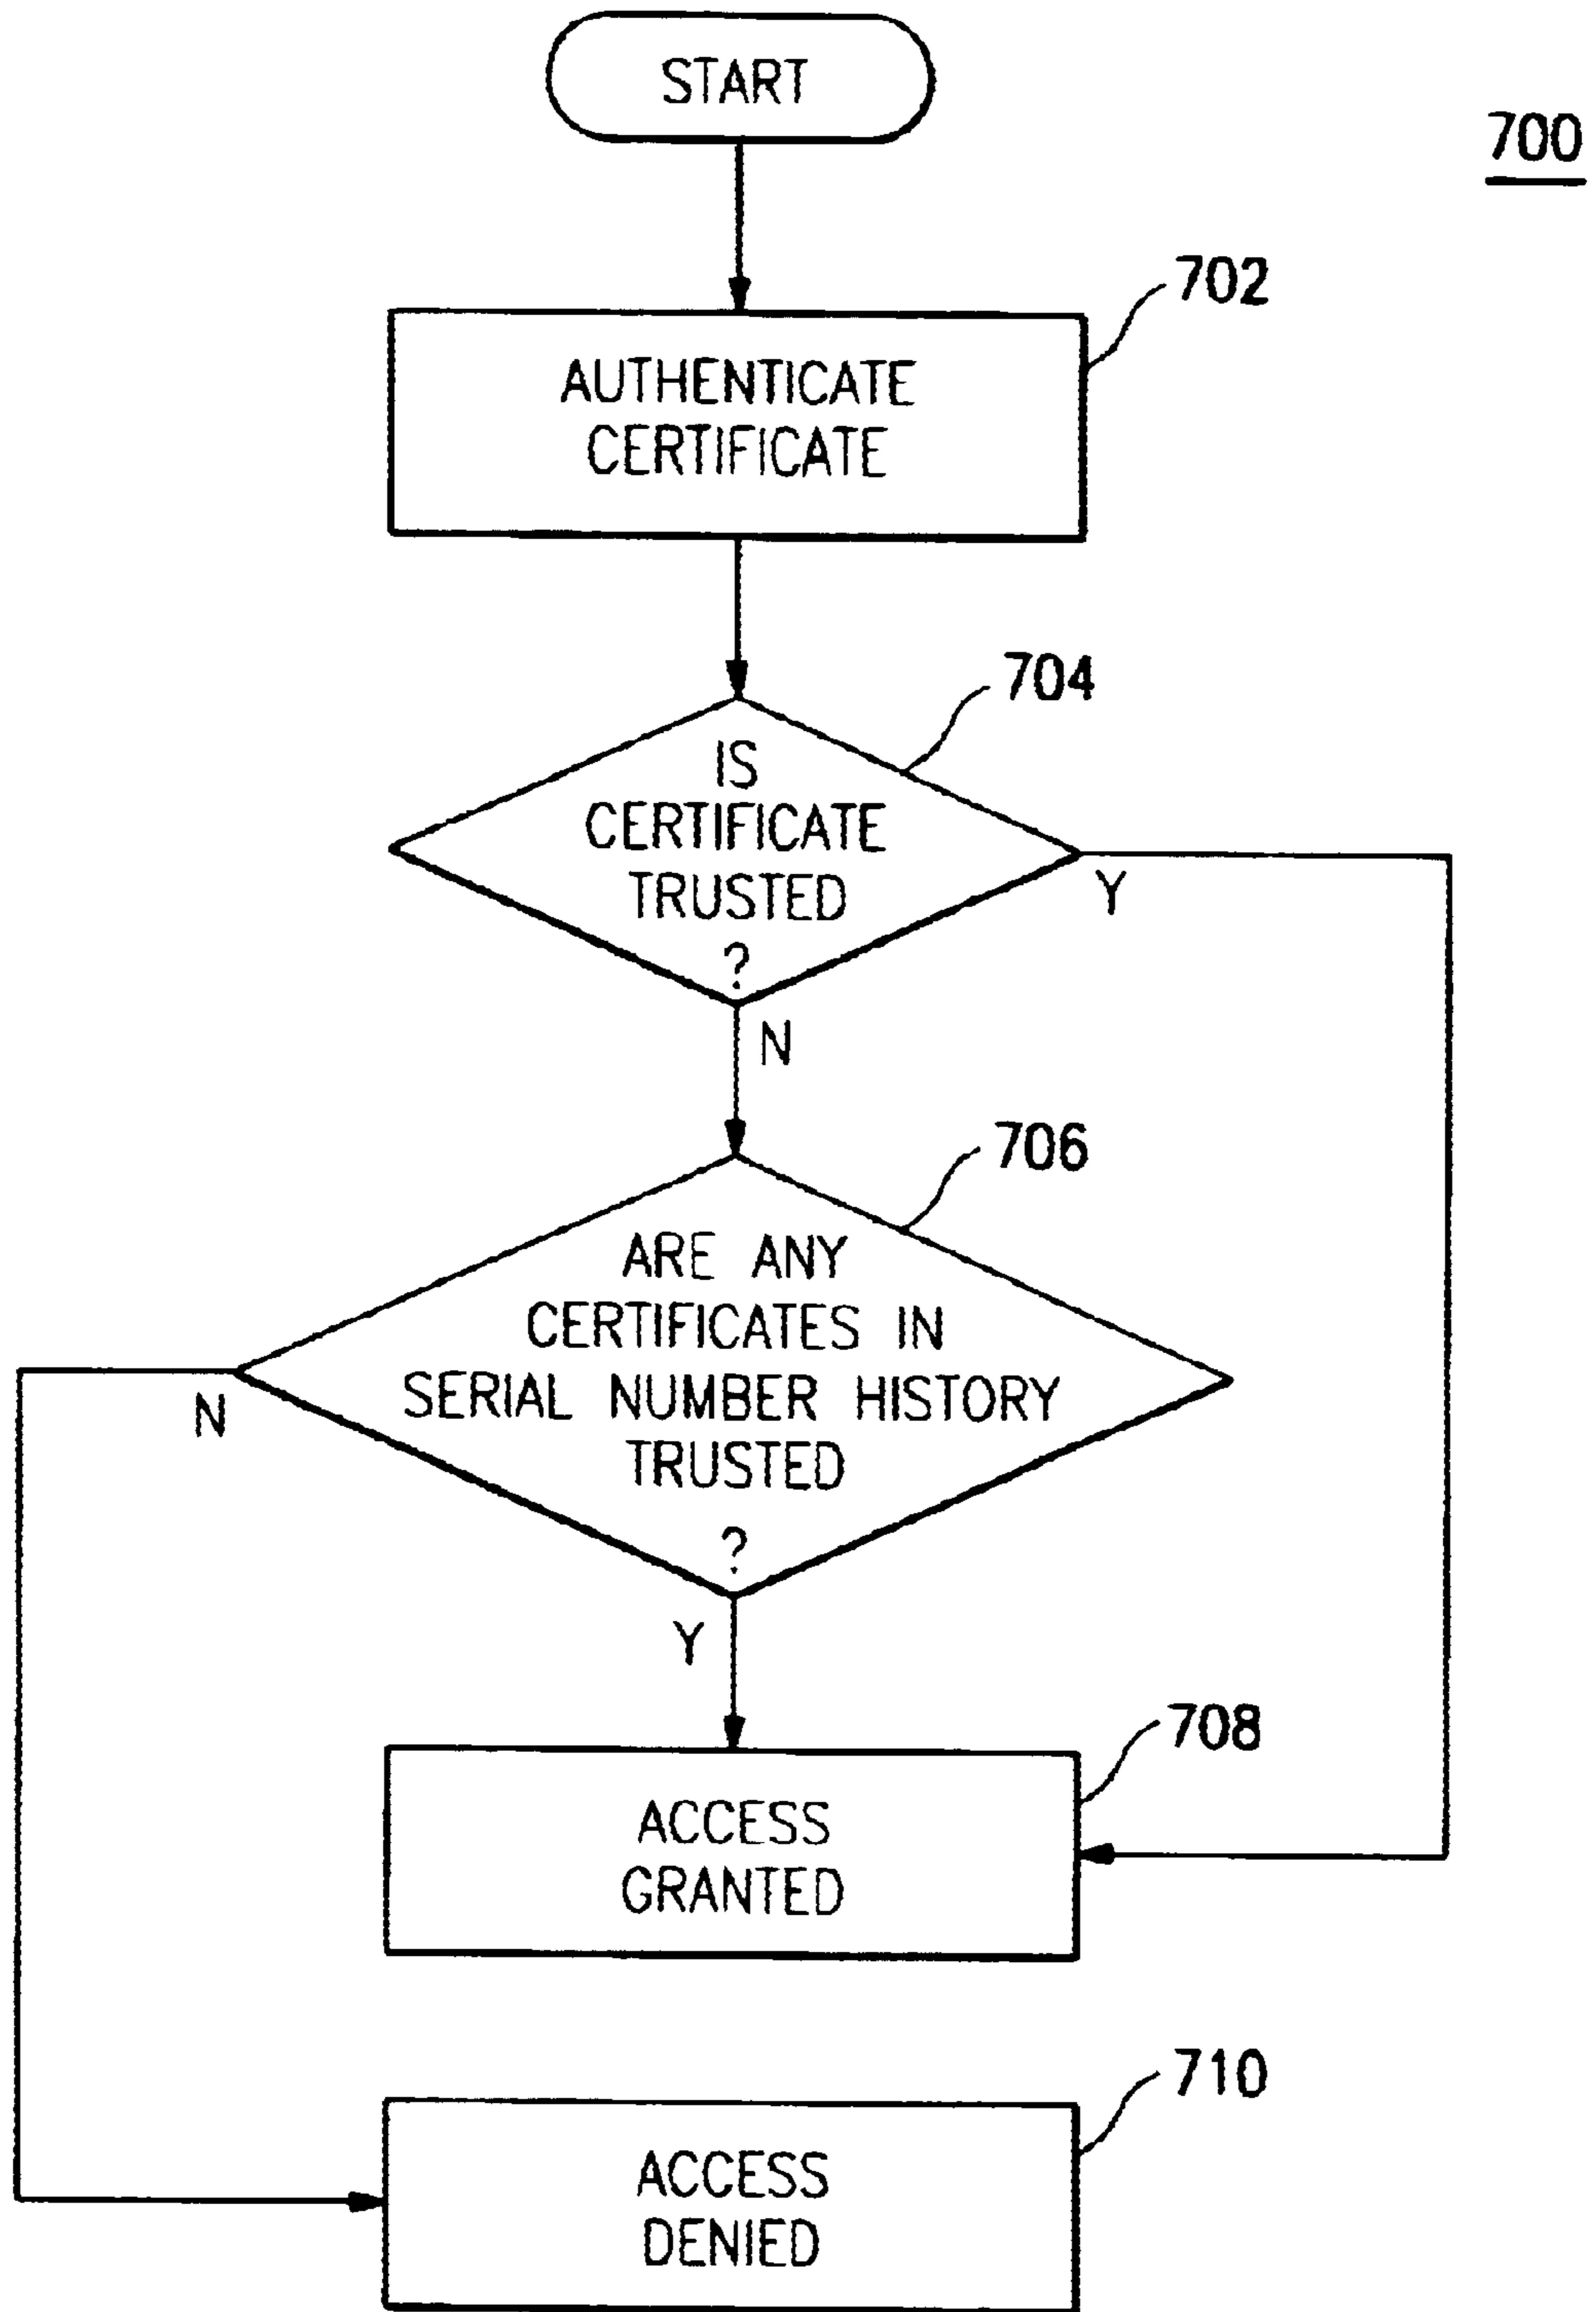 START
700
702
AUTHENTICATE
CERTIFICATE
704
IS
CERTIFICATE
TRUSTED
?
Y
N
706
ARE ANY
CERTIFICATES IN
SERIAL NUMBER HISTORY
TRUSTED
?
N
Y
708
ACCESS
GRANTED
710
ACCESS
DENIED